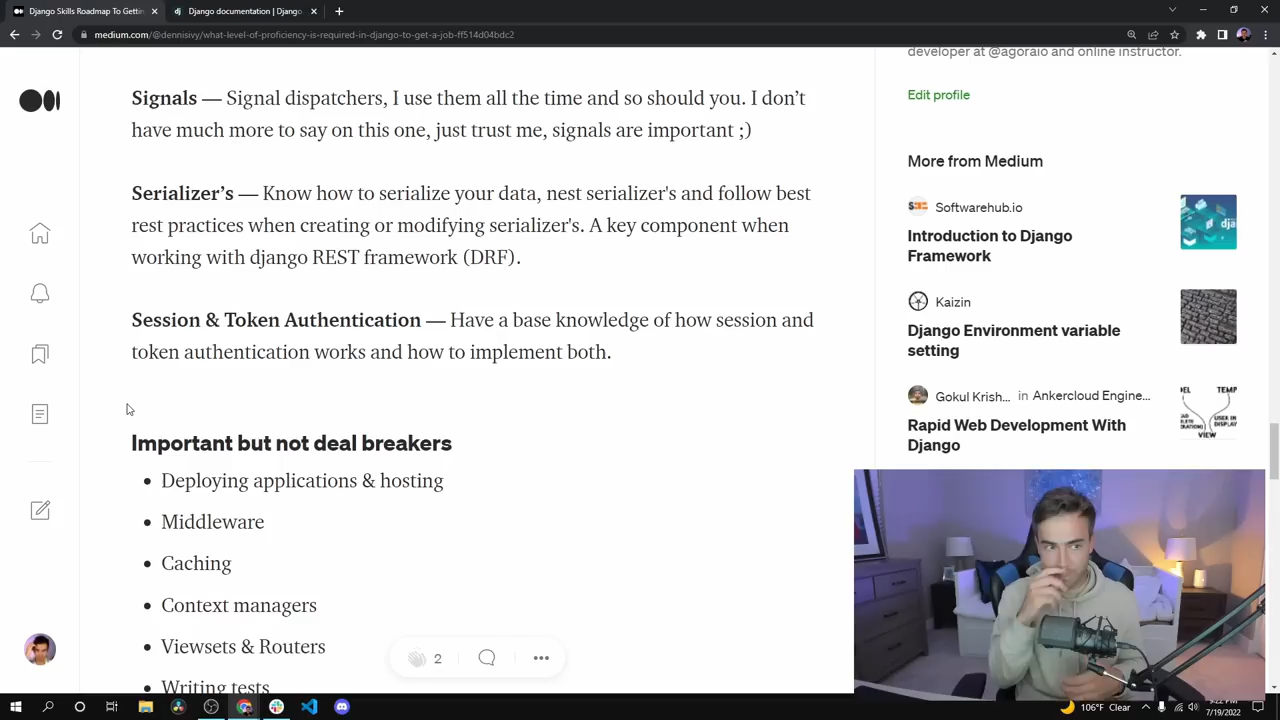 Django Skills Roadmap To Gettin
Django documentation | Django
medium.com/@dennisivy/what-level-of-proficiency-is-required-in-django-to-get-a-job-ff514d04bdc2
Signals — Signal dispatchers, I use them all the time and so should you. I don’t
have much more to say on this one, just trust me, signals are important ;)
Serializer’s — Know how to serialize your data, nest serializer's and follow best
rest practices when creating or modifying serializer's. A key component when
working with django REST framework (DRF).
Session & Token Authentication — Have a base knowledge of how session and
token authentication works and how to implement both.
Important but not deal breakers
• Deploying applications & hosting
• Middleware
• Caching
• Context managers
• Viewsets & Routers
• Writing tests
2
developer at @agoraio and online instructor.
Edit profile
More from Medium
Softwarehub.io
Introduction to Django
Framework
Kaizin
Django Environment variable
setting
Gokul Krish... in Ankercloud Engine...
Rapid Web Development With
Django
TEMP
VIEW
106°F Clear
7/19/2022